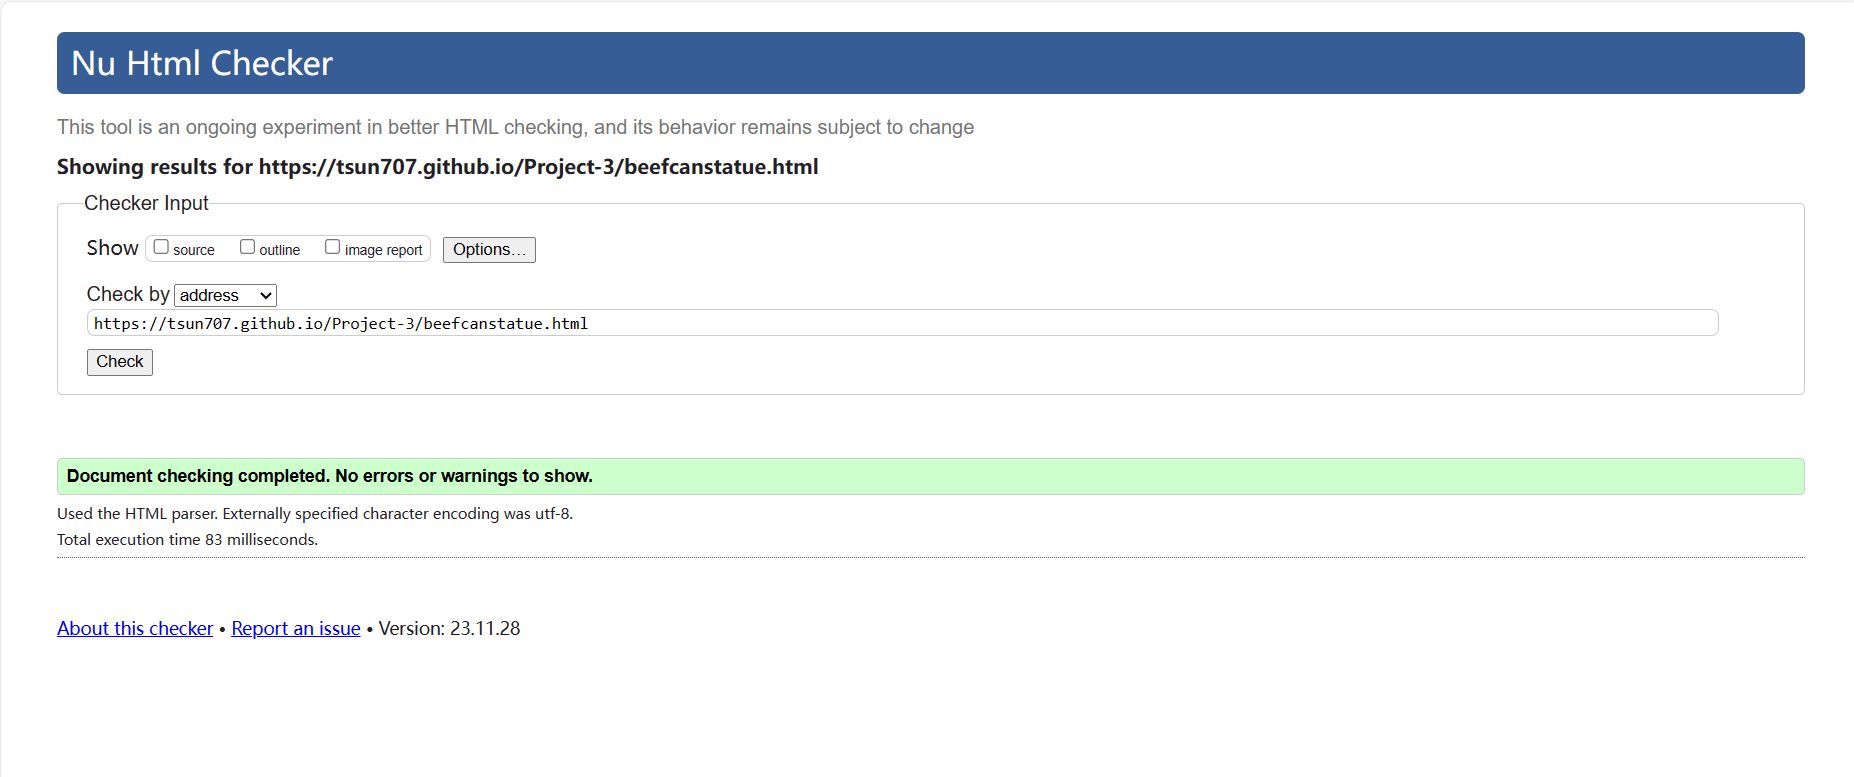 Nu Html Checker
This tool is an ongoing experiment in better HTML checking, and its behavior remains subject to change
Showing results for https://tsun707.github.io/Project-3/beefcanstatue.html
Checker Input
Show source outline image report Options...
Check by address
https://tsun707.github.io/Project-3/beefcanstatue.html
Check
Document checking completed. No errors or warnings to show.
Used the HTML parser. Externally specified character encoding was utf-8.
Total execution time 83 milliseconds.
About this checker • Report an issue • Version: 23.11.28